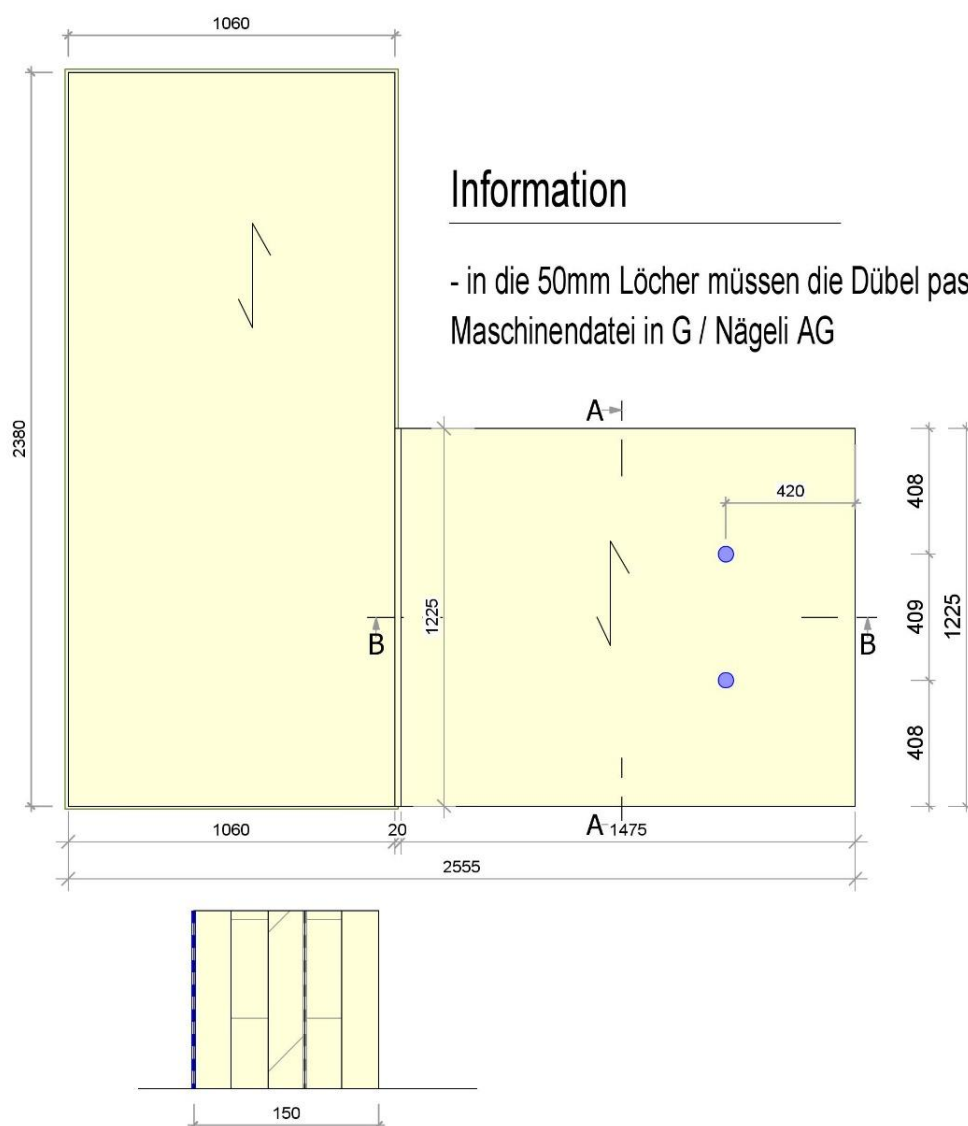 1060
Information
- in die 50mm Löcher müssen die Dübel pas
Maschinendatei in G / Nägeli AG
2380
A
408
420
1225
409
1225
B
B
408
A
1060
20
1475
2555
150